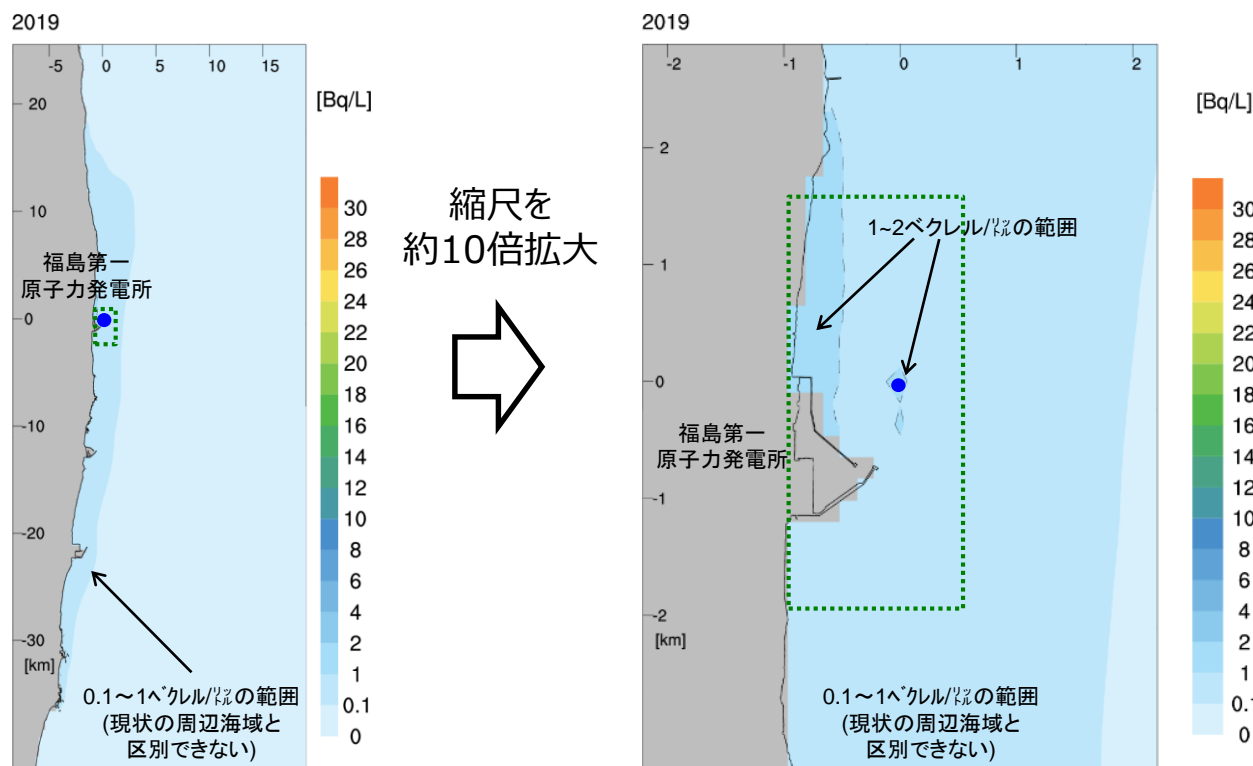 2019
-5 0 5 10 15
20
10
0
-10
-20
-30
[km]
福島第一
原子力発電所
0.1～1ベクレル/リットルの範囲
(現状の周辺海域と
区別できない)
[Bq/L]
30
28
26
24
22
20
18
16
14
12
10
8
6
4
2
1
0.1
0
縮尺を
約10倍拡大
2019
-2 -1 0 1 2
2
1
0
-1
-2
[km]
1~2ベクレル/リットルの範囲
福島第一
原子力発電所
0.1～1ベクレル/リットルの範囲
(現状の周辺海域と
区別できない)
[Bq/L]
30
28
26
24
22
20
18
16
14
12
10
8
6
4
2
1
0.1
0